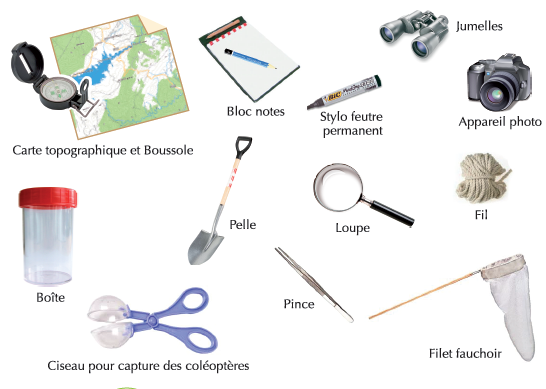 Jumelles
Bloc notes
BIC
Stylo feutre
permanent
Appareil photo
Carte topographique et Boussole
Pelle
Loupe
Fil
Boîte
Pince
Filet fauchoir
Ciseau pour capture des coléoptères